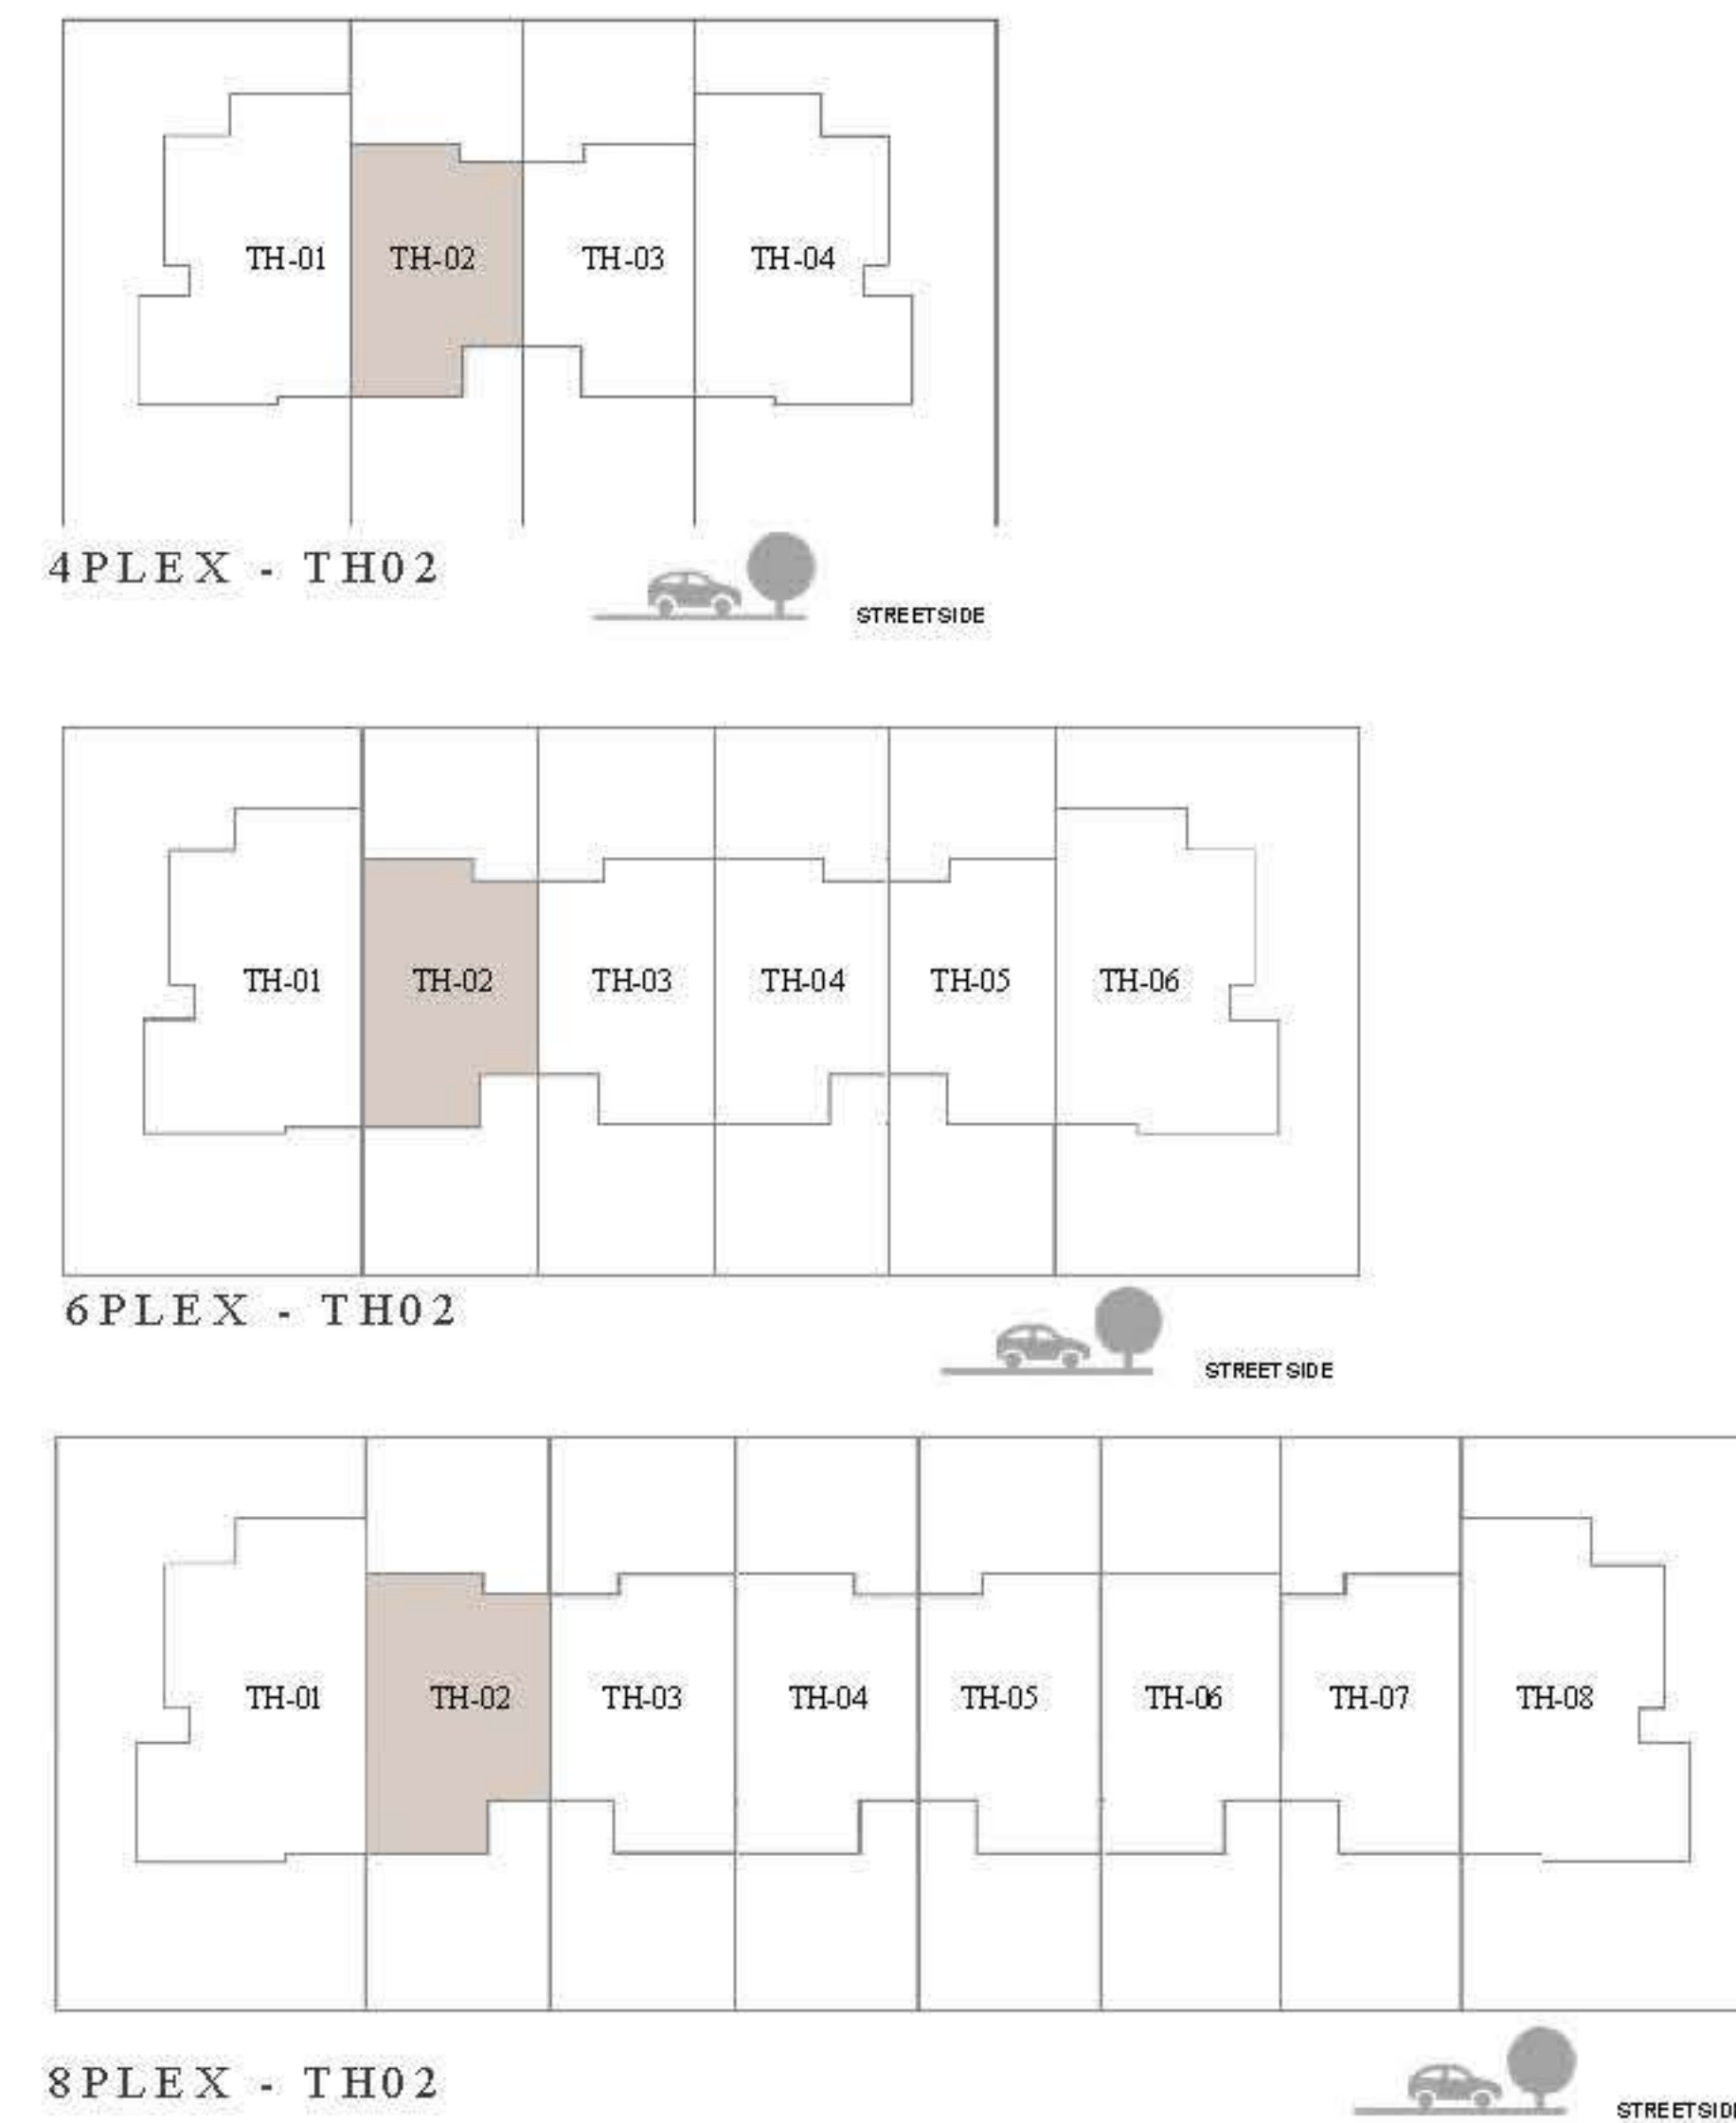 TH-01 TH-02 TH-03 TH-04
4PLEX - TH02
STREETSIDE
TH-01 TH-02 TH-03 TH-04 TH-05 TH-06
6PLEX - TH02
STREETSIDE
TH-01 TH-02 TH-03 TH-04 TH-05 TH-06 TH-07 TH-08
8PLEX - TH02
STREETSID